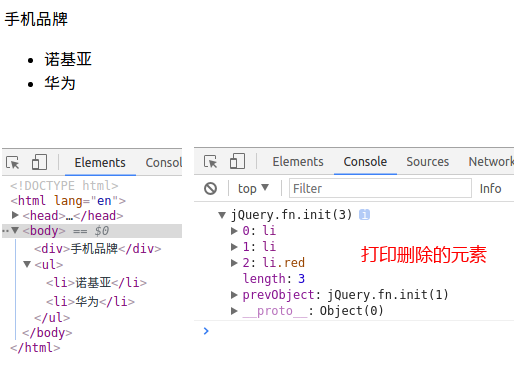 手机品牌
诺基亚
华为
Elements Consol
<!DOCTYPE html>
<html lang="en">
<head>…</head>
<body> == $0
<div>手机品牌</div>
<ul>
<li>诺基亚</li>
<li>华为</li>
</ul>
</body>
</html>
Elements Console Sources Network
top Filter Info
jQuery.fn.init(3) i
0: li
1: li
2: li.red
length: 3
prevObject: jQuery.fn.init(1)
__proto__: Object(0)
打印删除的元素